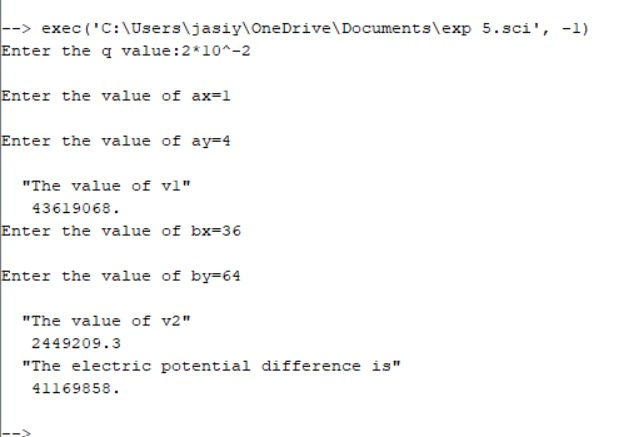 --> exec('C:\Users\jasiy\OneDrive\Documents\exp 5.sci', -1)
Enter the q value:2*10^-2
Enter the value of ax=1
Enter the value of ay=4
"The value of v1"
43619068.
Enter the value of bx=36
Enter the value of by=64
"The value of v2"
2449209.3
"The electric potential difference is"
41169858.
-->